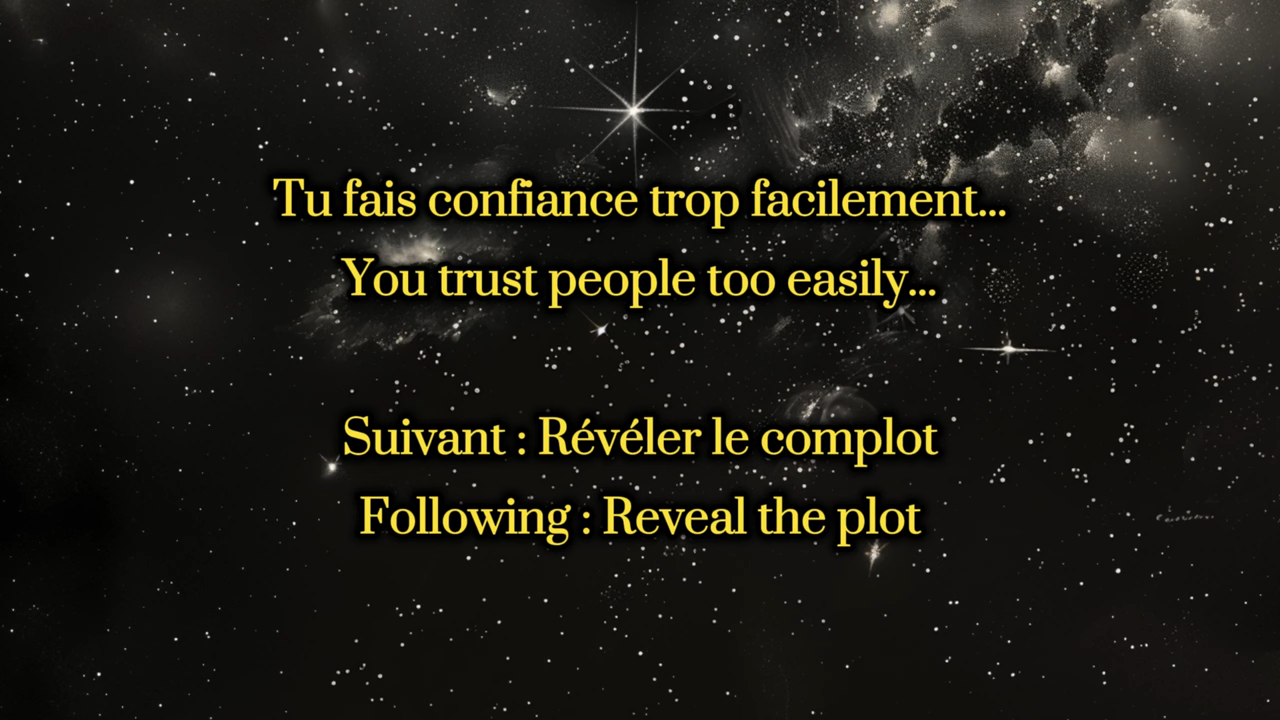 Tu fais confiance trop facilement...
You trust people too easily...
Suivant : Révéler le complot
Following : Reveal the plot